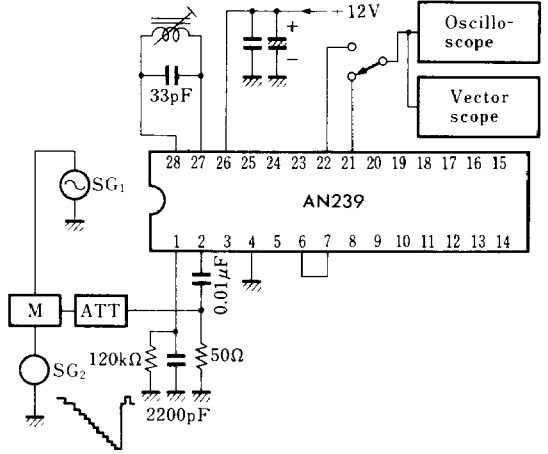 +12V
+
−
Oscillo-
scope
Vector
scope
33pF
28 27 26 25 24 23 22 21 20 19 18 17 16 15
AN239
1 2 3 4 5 6 7 8 9 10 11 12 13 14
SG1
0.01μF
M
ATT
SG2
120kΩ
50Ω
2200pF